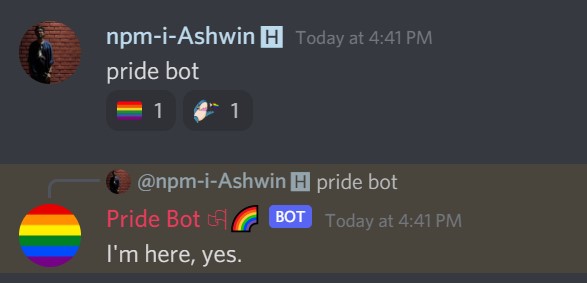 npm-i-Ashwin H Today at 4:41 PM
pride bot
1 1
@npm-i-Ashwin H pride bot
Pride Bot BOT Today at 4:41 PM
I'm here, yes.